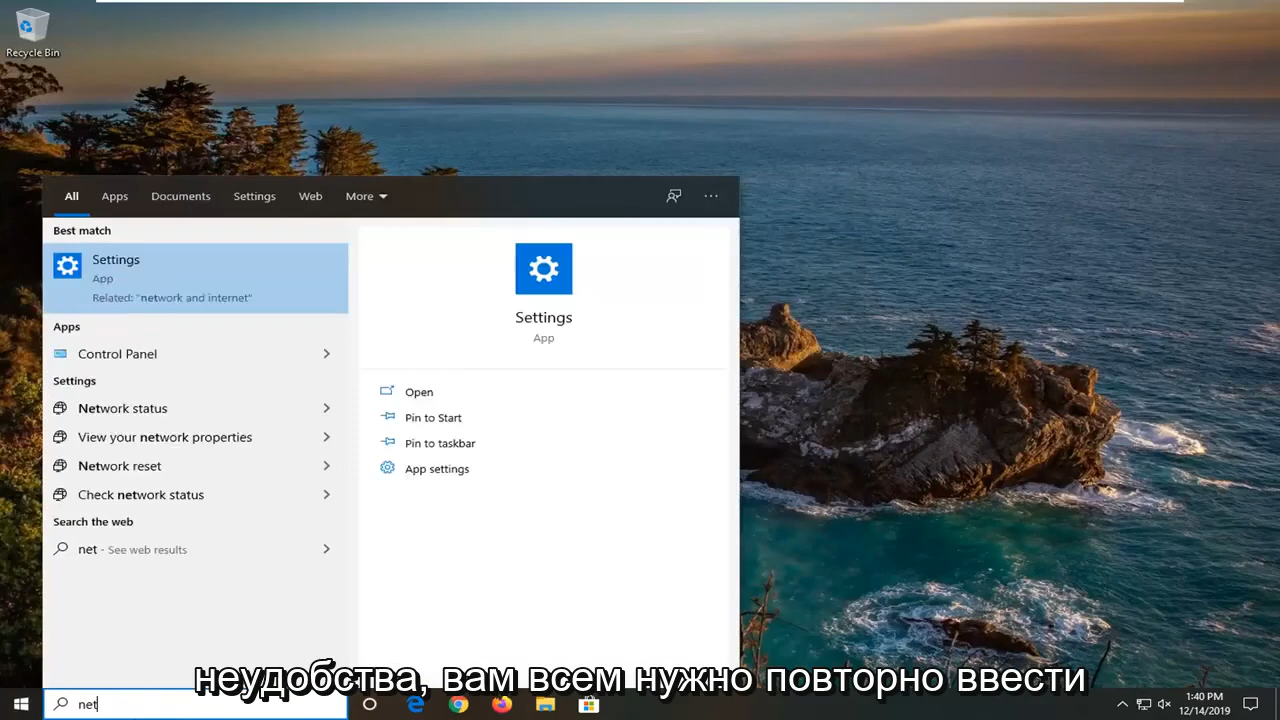 Recycle Bin
All Apps Documents Settings Web More
Best match
Settings
App
Related: "network and internet"
Apps
Control Panel
Settings
Network status
View your network properties
Network reset
Check network status
Search the web
net - See web results
Settings
App
Open
Pin to Start
Pin to taskbar
App settings
неудобства, вам всем нужно повторно ввести
net
1:40 PM
12/14/2019